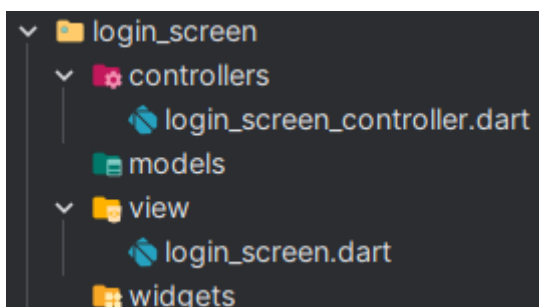 login_screen
controllers
login_screen_controller.dart
models
view
login_screen.dart
widgets